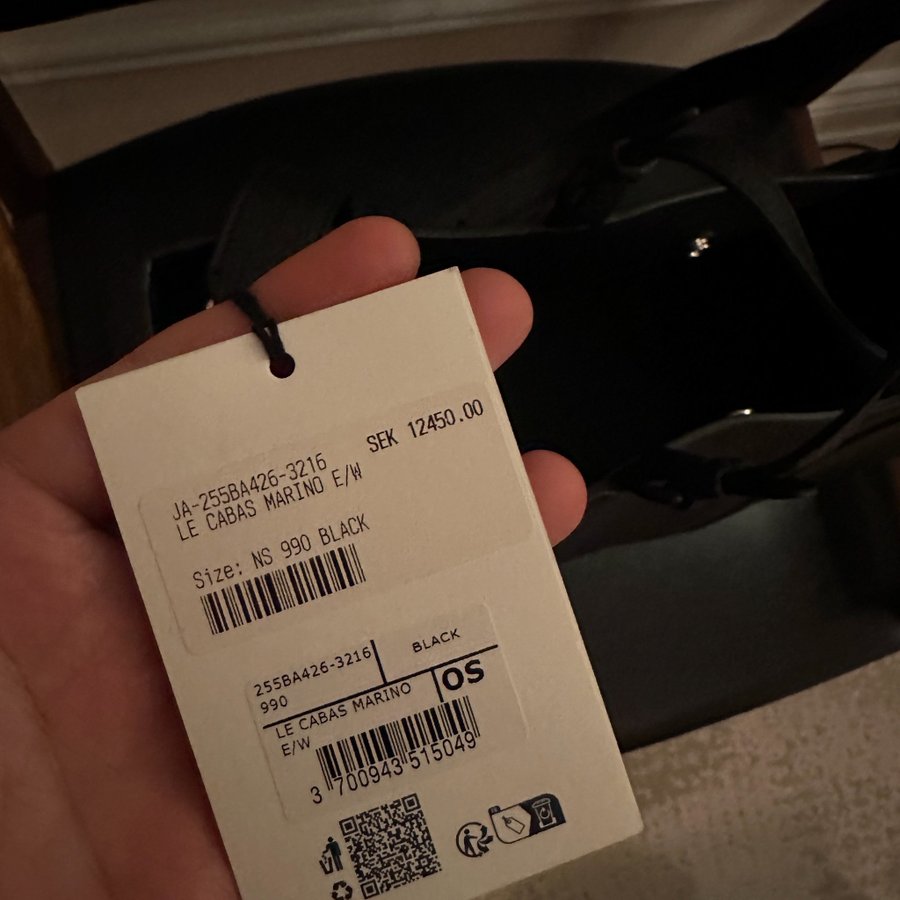 SEK 12450.00
JA-255BA426-3216
LE CABAS MARINO E/W
Size: NS 990 BLACK
255BA426-3216
990
BLACK
LE CABAS MARINO
E/W
OS
3 700943 515049